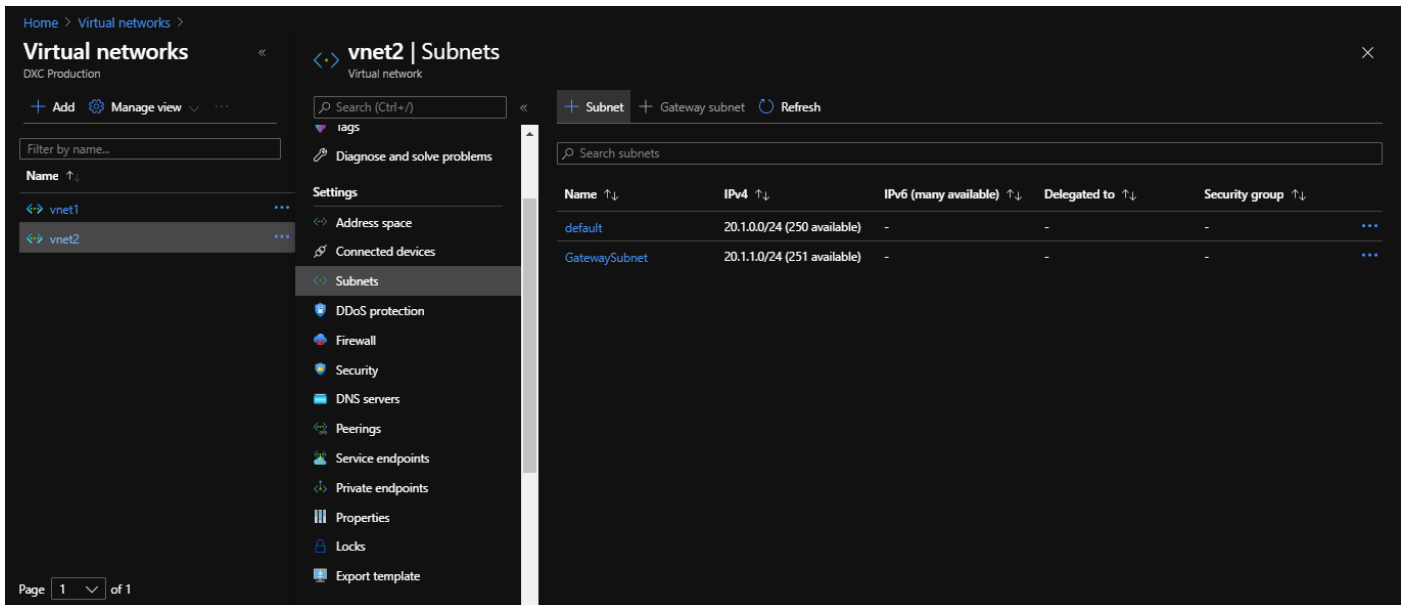 Home > Virtual networks >
Virtual networks
DXC Production
Add Manage view
Filter by name...
Name
vnet1
vnet2
Page 1 of 1
vnet2 | Subnets
Virtual network
Search (Ctrl+/)
Tags
Diagnose and solve problems
Settings
Address space
Connected devices
Subnets
DDoS protection
Firewall
Security
DNS servers
Peerings
Service endpoints
Private endpoints
Properties
Locks
Export template
Subnet Gateway subnet Refresh
Search subnets
Name IPv4 IPv6 (many available) Delegated to Security group
default 20.1.0.0/24 (250 available) - - -
GatewaySubnet 20.1.1.0/24 (251 available) - - -